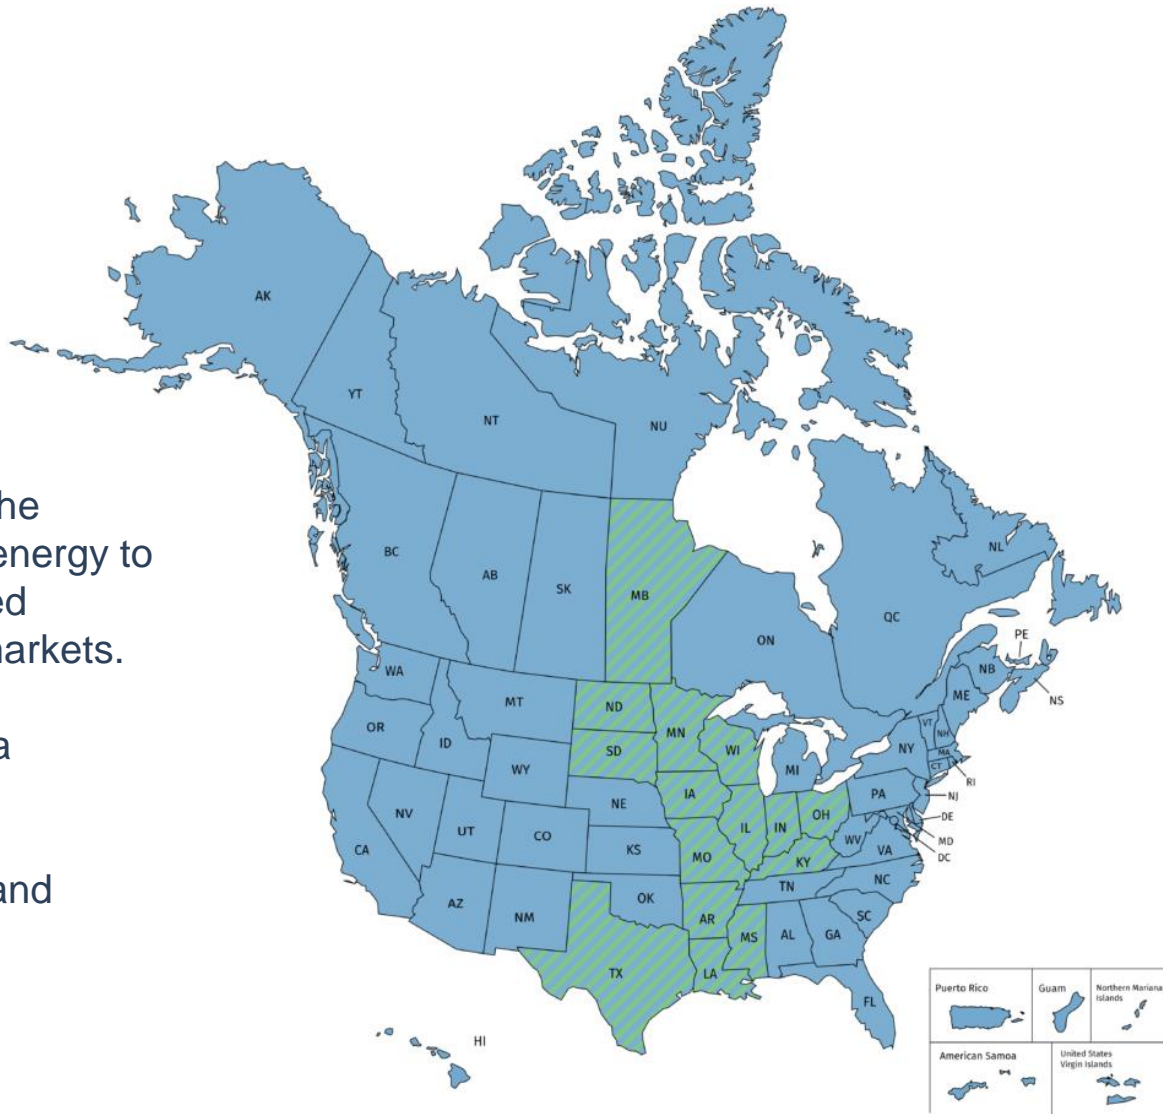 AK
YT
NT
NU
he
energy to
ed
narkets.
a
and
BC
AB
SK
MB
ON
QC
NL
PE
NB
NS
WA
MT
ND
MN
ME
VT
NH
OR
ID
SD
WI
NY
MA
CT
RI
WY
MI
IA
PA
NJ
NE
DE
NV
UT
CO
IL
IN
OH
MD
WV
DC
CA
KS
MO
KY
VA
NC
TN
AZ
NM
OK
AR
SC
MS
AL
GA
TX
LA
FL
HI
Puerto Rico
Guam
Northern Mariana
Islands
American Samoa
United States
Virgin Islands